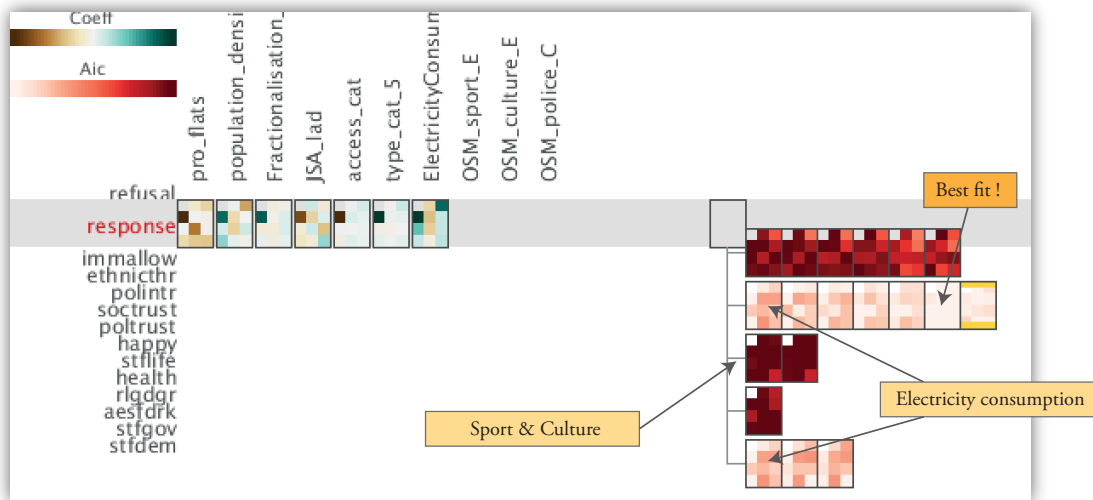 Coeff
Aic
pro_flats
population_densi
Fractionalisation_
JSA_lad
access_cat
type_cat_5
ElectricityConsum
OSM_sport_E
OSM_culture_E
OSM_police_C
refusal
response
immallow
ethnicthr
polintr
soctrust
poltrust
happy
stflife
health
rlgdgr
aesfdrk
stfgov
stfdem
Best fit !
Electricity consumption
Sport & Culture